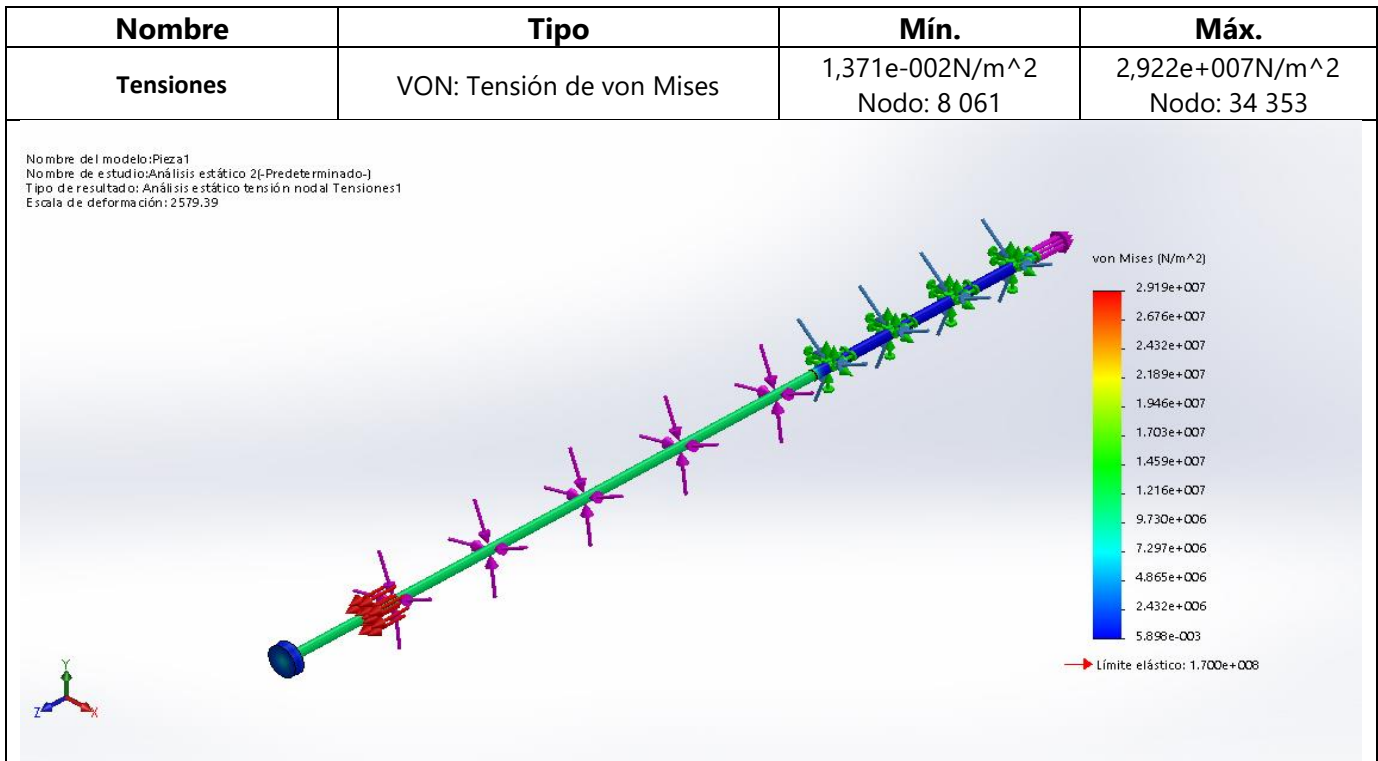 Nombre Tipo Mín. Máx.
Tensiones VON: Tensión de von Mises 1,371e-002N/m^2 2,922e+007N/m^2
Nodo: 8 061 Nodo: 34 353
Nombre del modelo:Pieza1
Nombre de estudio:Análisis estático 2(-Predeterminado-)
Tipo de resultado: Análisis estático tensión nodal Tensiones1
Escala de deformación: 2579.39
von Mises (N/m^2)
2.919e+007
2.676e+007
2.432e+007
2.189e+007
1.946e+007
1.703e+007
1.459e+007
1.216e+007
9.730e+006
7.297e+006
4.865e+006
2.432e+006
5.898e-003
Límite elástico: 1.700e+008
Y
Z
X